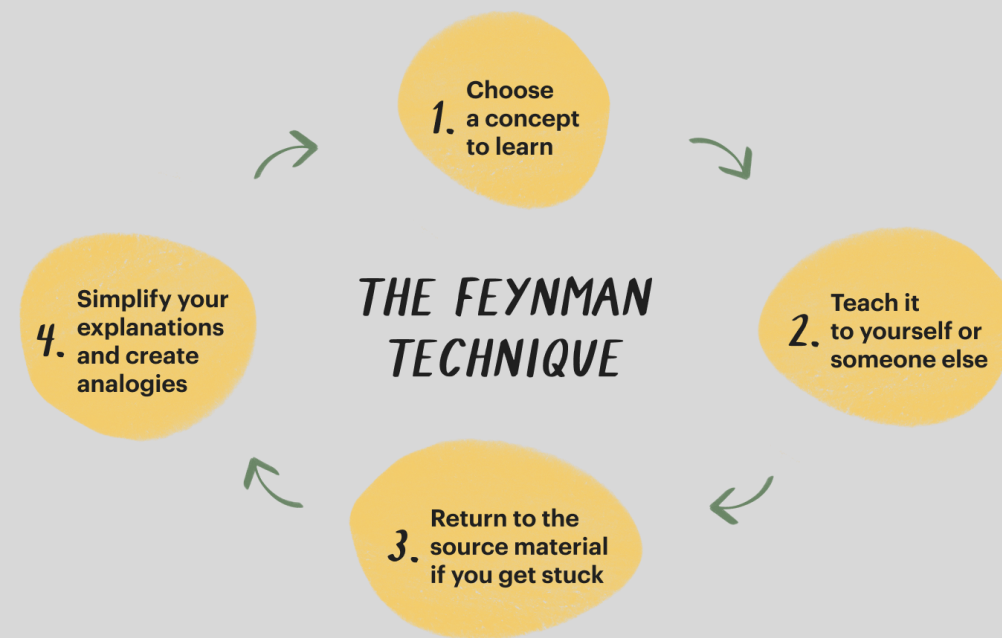 1.
Choose
a concept
to learn
THE FEYNMAN
TECHNIQUE
2.
Teach it
to yourself or
someone else
3.
Return to the
source material
if you get stuck
4.
Simplify your
explanations
and create
analogies